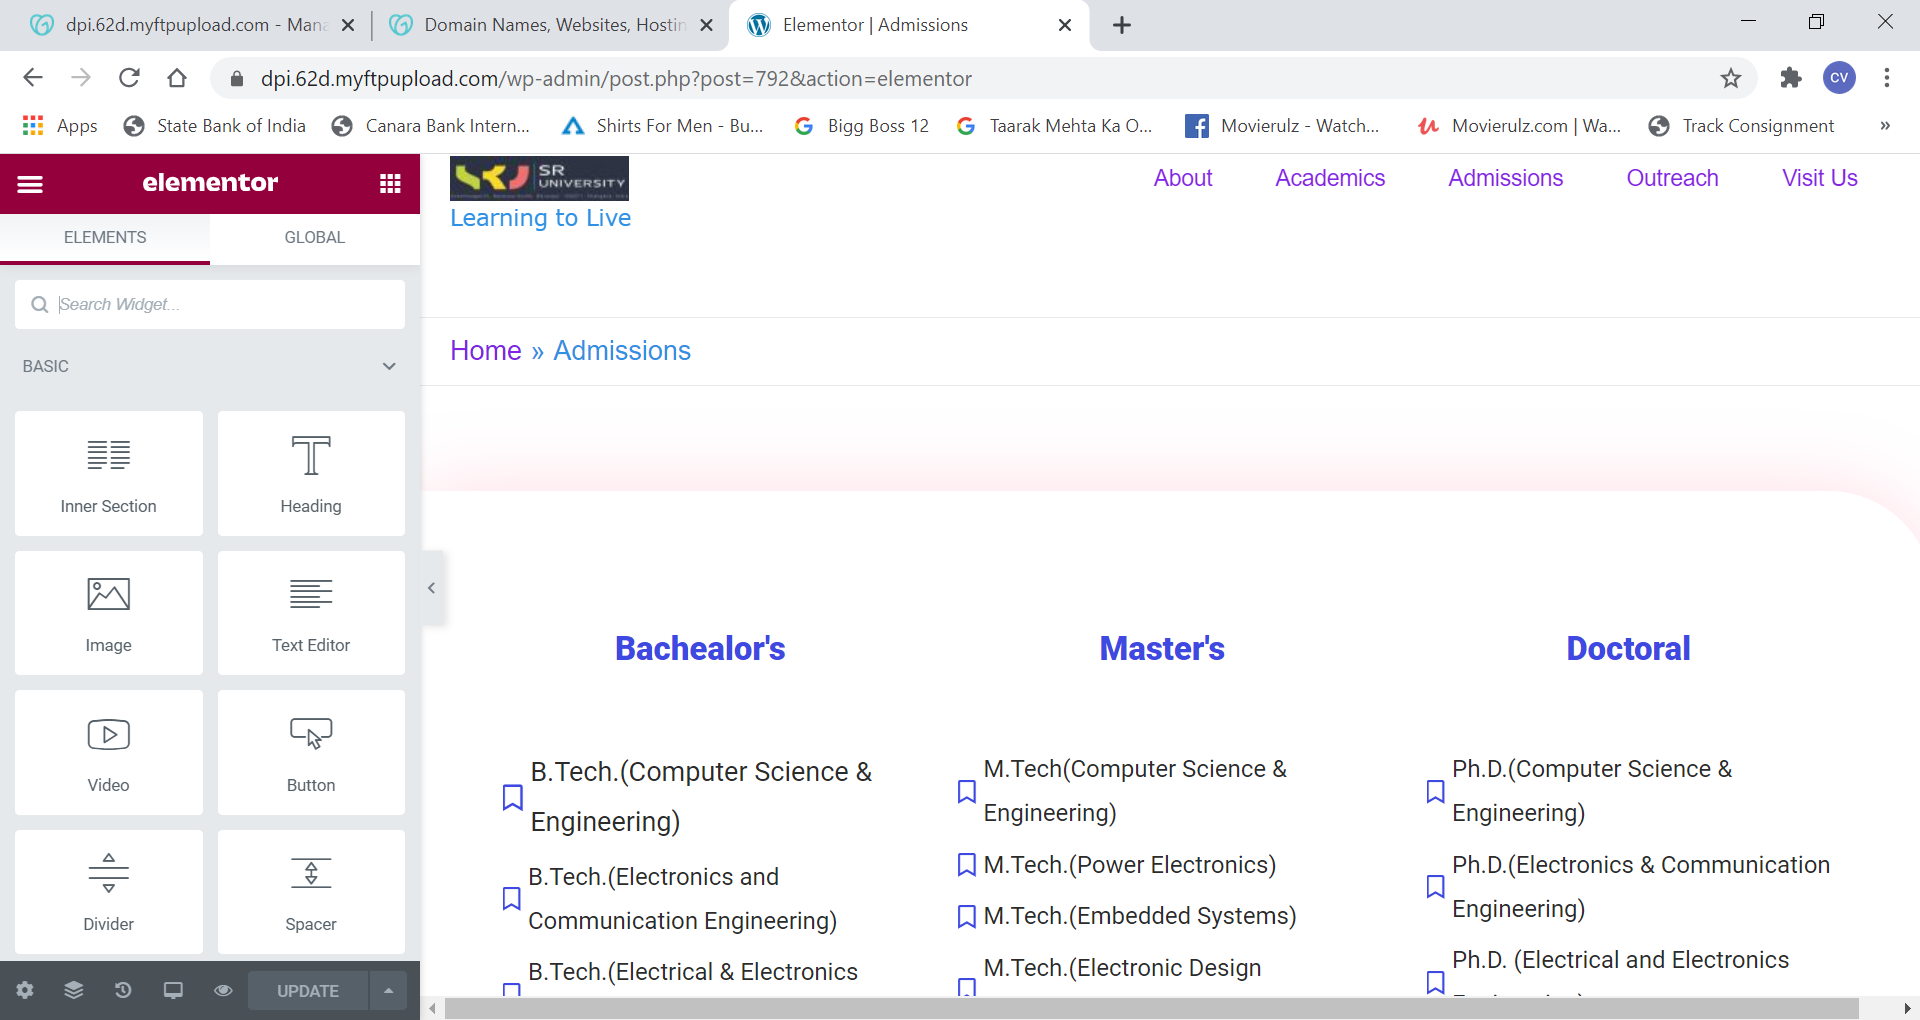 dpi.62d.myftpupload.com - Mana
Domain Names, Websites, Hostin
Elementor | Admissions
dpi.62d.myftpupload.com/wp-admin/post.php?post=792&action=elementor
CV
Apps
State Bank of India
Canara Bank Intern...
Shirts For Men - Bu...
Bigg Boss 12
Taarak Mehta Ka O...
Movierulz - Watch...
Movierulz.com | Wa...
Track Consignment
»
elementor
ELEMENTS
GLOBAL
Search Widget...
BASIC
Inner Section
Heading
Image
Text Editor
Video
Button
Divider
Spacer
UPDATE
SR
UNIVERSITY
Learning to Live
About
Academics
Admissions
Outreach
Visit Us
Home » Admissions
Bachealor's
B.Tech.(Computer Science &
Engineering)
B.Tech.(Electronics and
Communication Engineering)
B.Tech.(Electrical & Electronics
Master's
M.Tech(Computer Science &
Engineering)
M.Tech.(Power Electronics)
M.Tech.(Embedded Systems)
M.Tech.(Electronic Design
Doctoral
Ph.D.(Computer Science &
Engineering)
Ph.D.(Electronics & Communication
Engineering)
Ph.D. (Electrical and Electronics